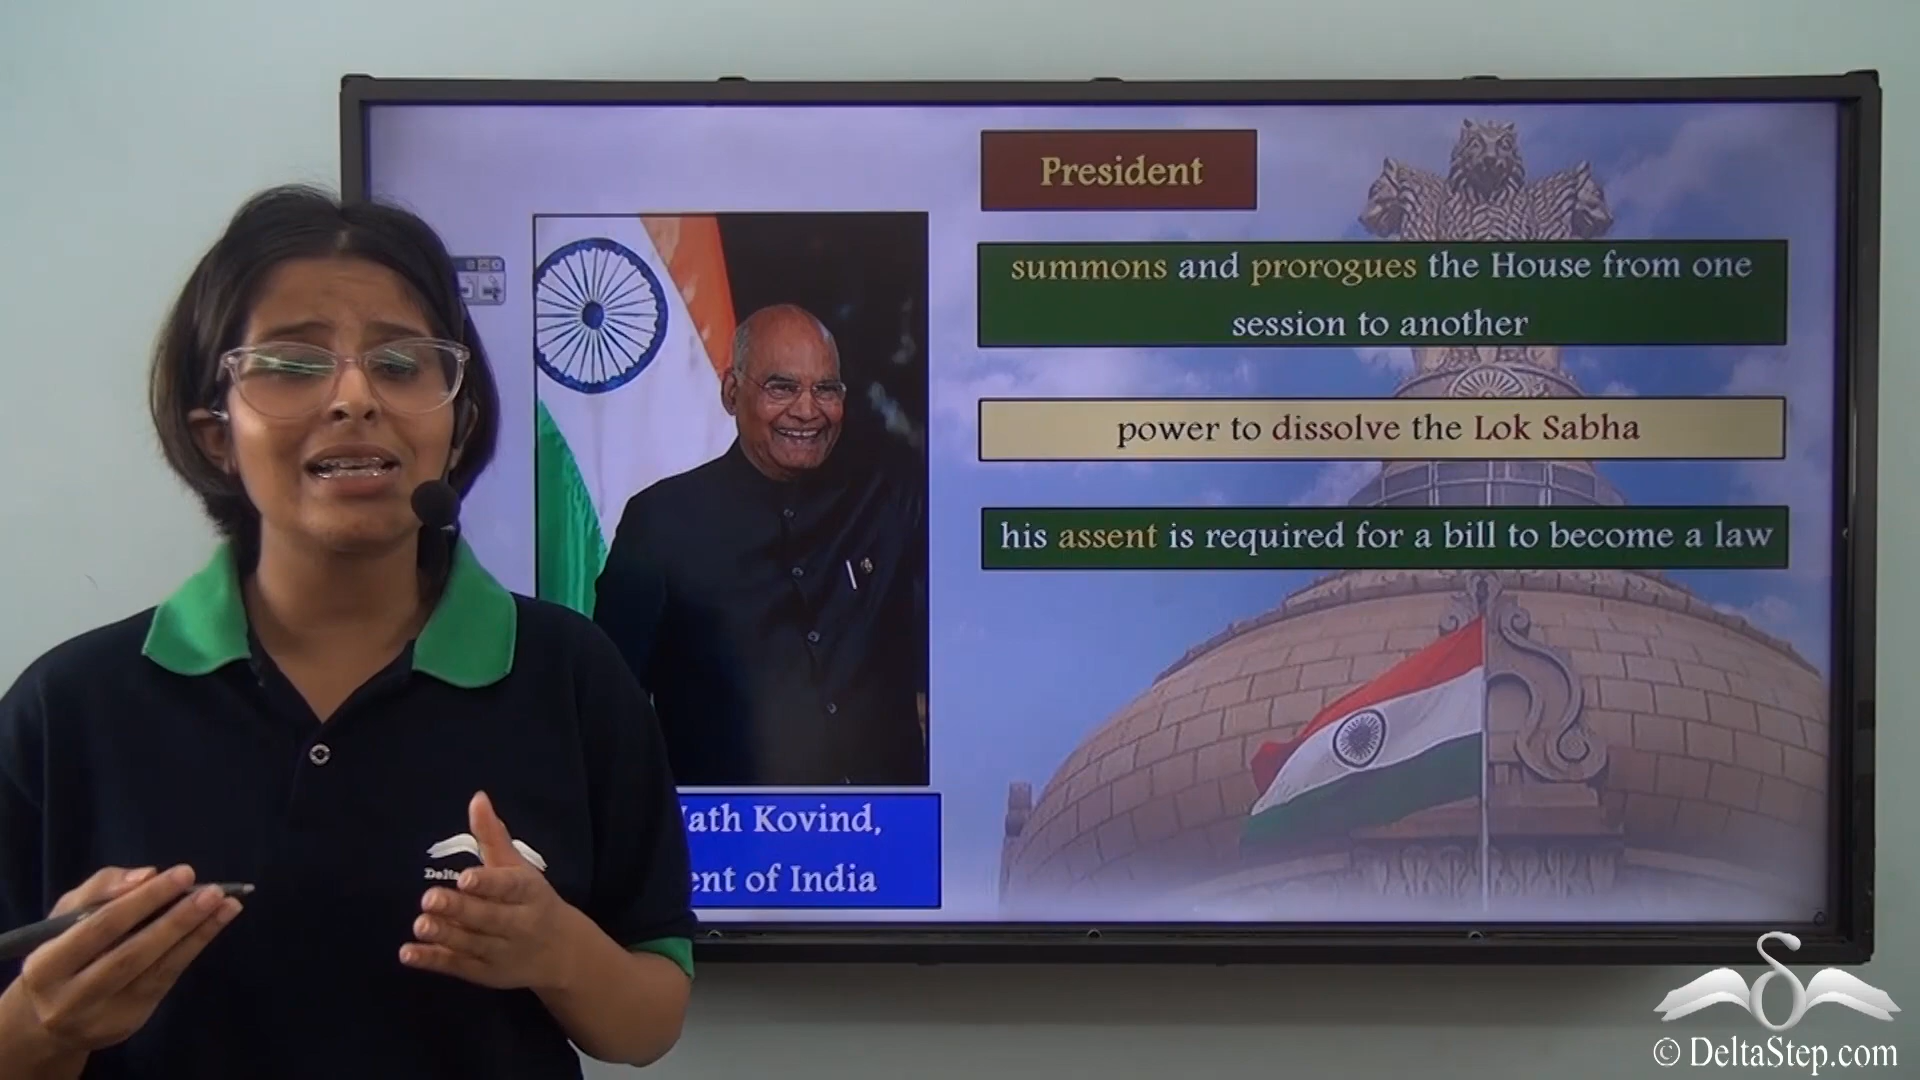 President
summons and prorogues the House from one
session to another
power to dissolve the Lok Sabha
his assent is required for a bill to become a law
Kovind,
of India
© DeltaStep.com